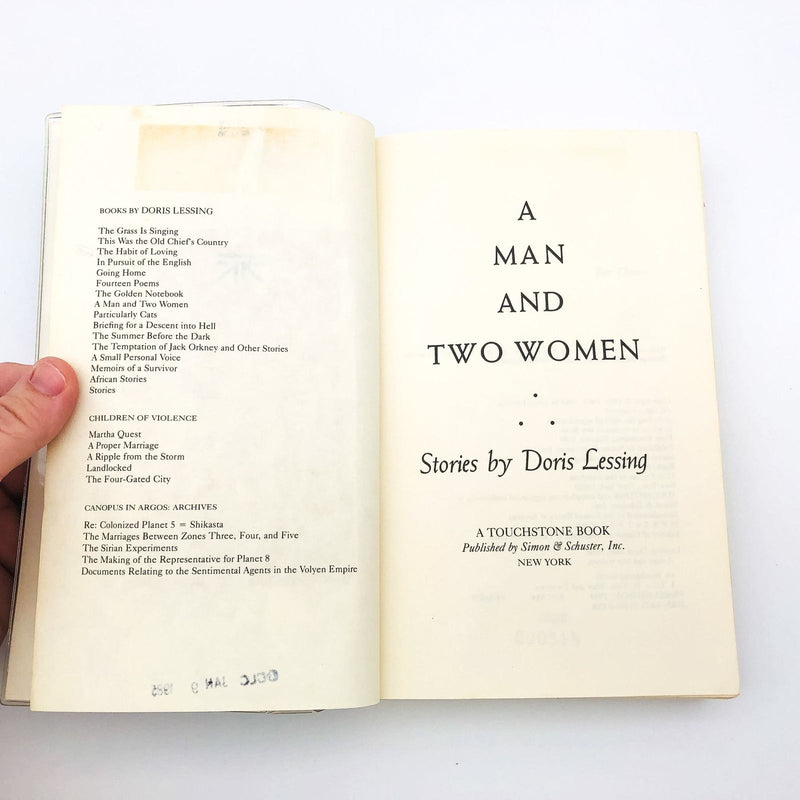 BOOKS BY DORIS LESSING
The Grass Is Singing
This Was the Old Chief's Country
The Habit of Loving
In Pursuit of the English
Going Home
Fourteen Poems
The Golden Notebook
A Man and Two Women
Particularly Cats
Briefing for a Descent into Hell
The Summer Before the Dark
The Temptation of Jack Orkney and Other Stories
A Small Personal Voice
Memoirs of a Survivor
African Stories
Stories
CHILDREN OF VIOLENCE
Martha Quest
A Proper Marriage
A Ripple from the Storm
Landlocked
The Four-Gated City
CANOPUS IN ARGOS: ARCHIVES
Re: Colonized Planet 5 = Shikasta
The Marriages Between Zones Three, Four, and Five
The Sirian Experiments
The Making of the Representative for Planet 8
Documents Relating to the Sentimental Agents in the Volyen Empire
OCLC JAN 9 1985
A
MAN
AND
TWO WOMEN
Stories by Doris Lessing
A TOUCHSTONE BOOK
Published by Simon & Schuster, Inc.
NEW YORK